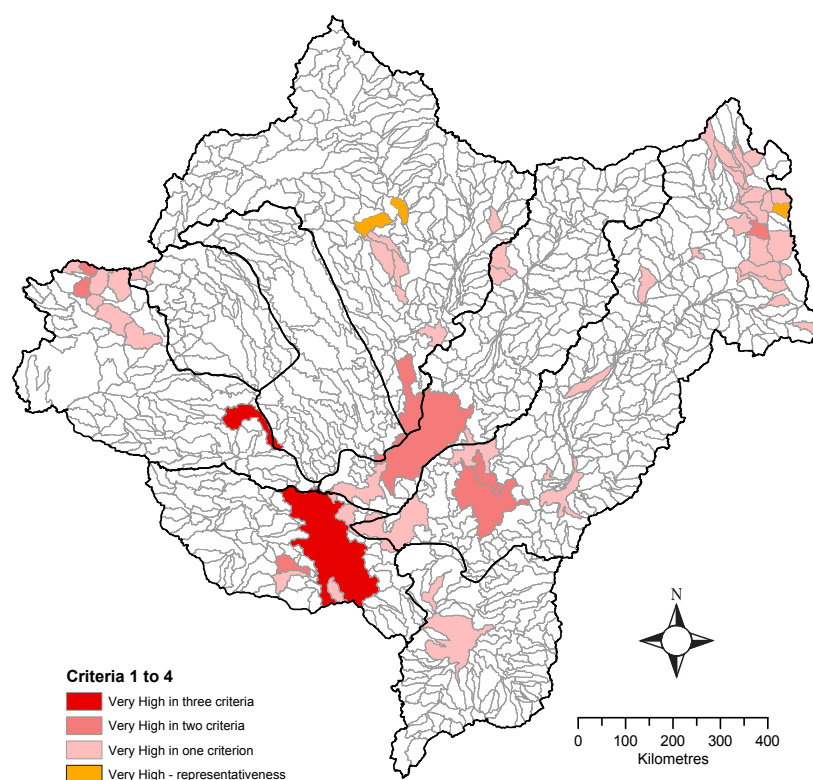 N
Criteria 1 to 4
Very High in three criteria
Very High in two criteria
Very High in one criterion
Very High - representativeness
0 100 200 300 400
Kilometres